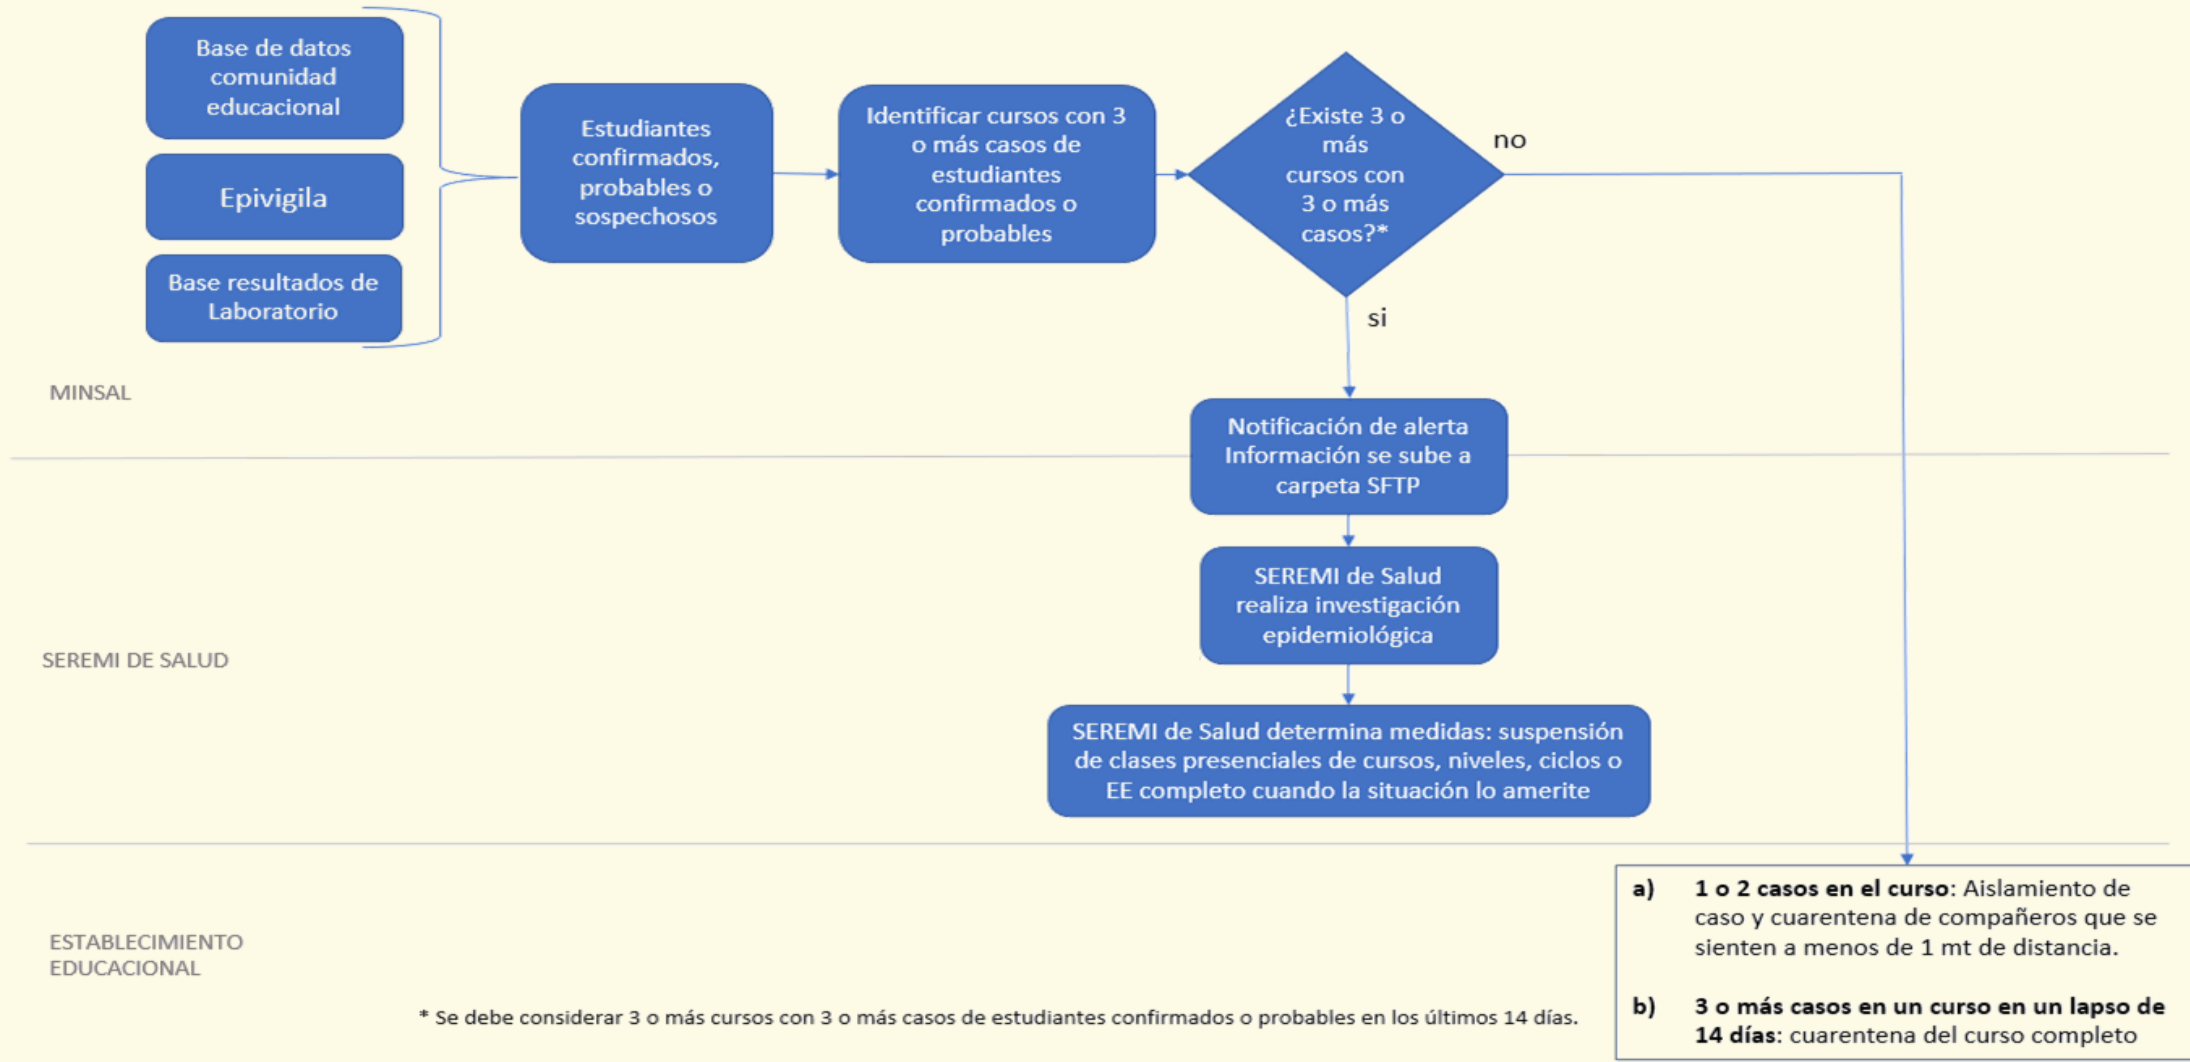 Base de datos
comunidad
educacional
Epivigila
Base resultados de
Laboratorio
Estudiantes
confirmados,
probables o
sospechosos
Identificar cursos con 3
o más casos de
estudiantes
confirmados o
probables
¿Existe 3 o
más
cursos con
3 o más
casos?*
no
si
MINSAL
Notificación de alerta
Información se sube a
carpeta SFTP
SEREMI de Salud
realiza investigación
epidemiológica
SEREMI DE SALUD
SEREMI de Salud determina medidas: suspensión
de clases presenciales de cursos, niveles, ciclos o
EE completo cuando la situación lo amerite
ESTABLECIMIENTO
EDUCACIONAL
a) 1 o 2 casos en el curso: Aislamiento de
caso y cuarentena de compañeros que se
sienten a menos de 1 mt de distancia.
b) 3 o más casos en un curso en un lapso de
14 días: cuarentena del curso completo
* Se debe considerar 3 o más cursos con 3 o más casos de estudiantes confirmados o probables en los últimos 14 días.